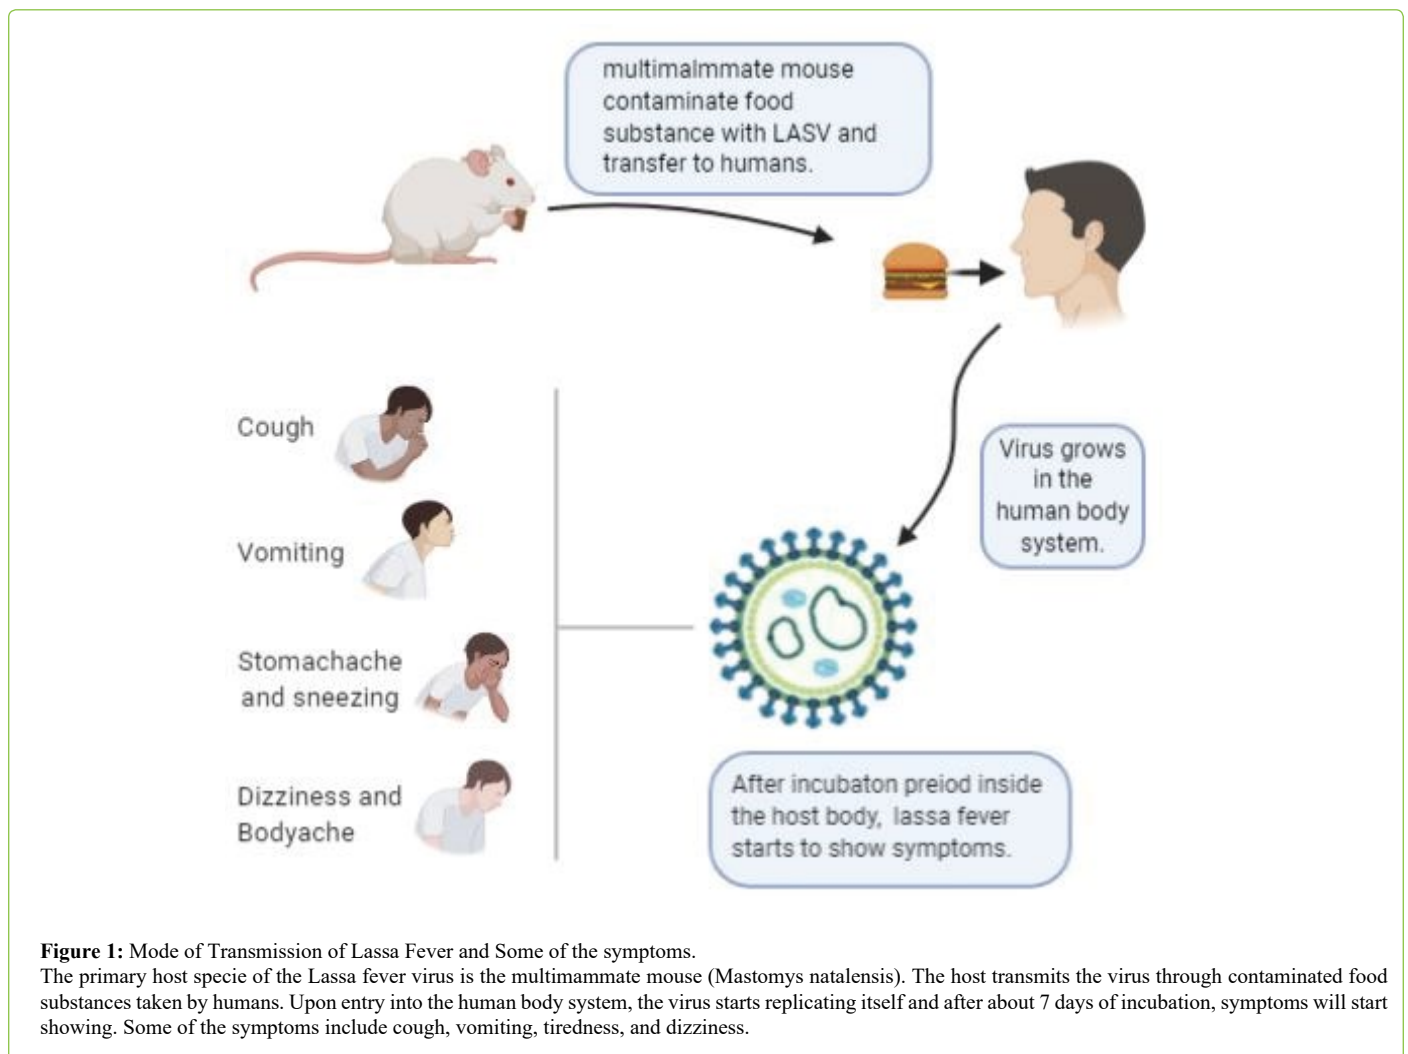 multimalmmate mouse
contaminate food
substance with LASV and
transfer to humans.
Cough
Virus grows
in the
human body
system.
Vomiting
Stomachache
and sneezing
After incubaton preiod inside
the host body, lassa fever
starts to show symptoms.
Dizziness and
Bodyache
Figure 1: Mode of Transmission of Lassa Fever and Some of the symptoms.
The primary host specie of the Lassa fever virus is the multimammate mouse (Mastomys natalensis). The host transmits the virus through contaminated food
substances taken by humans. Upon entry into the human body system, the virus starts replicating itself and after about 7 days of incubation, symptoms will start
showing. Some of the symptoms include cough, vomiting, tiredness, and dizziness.